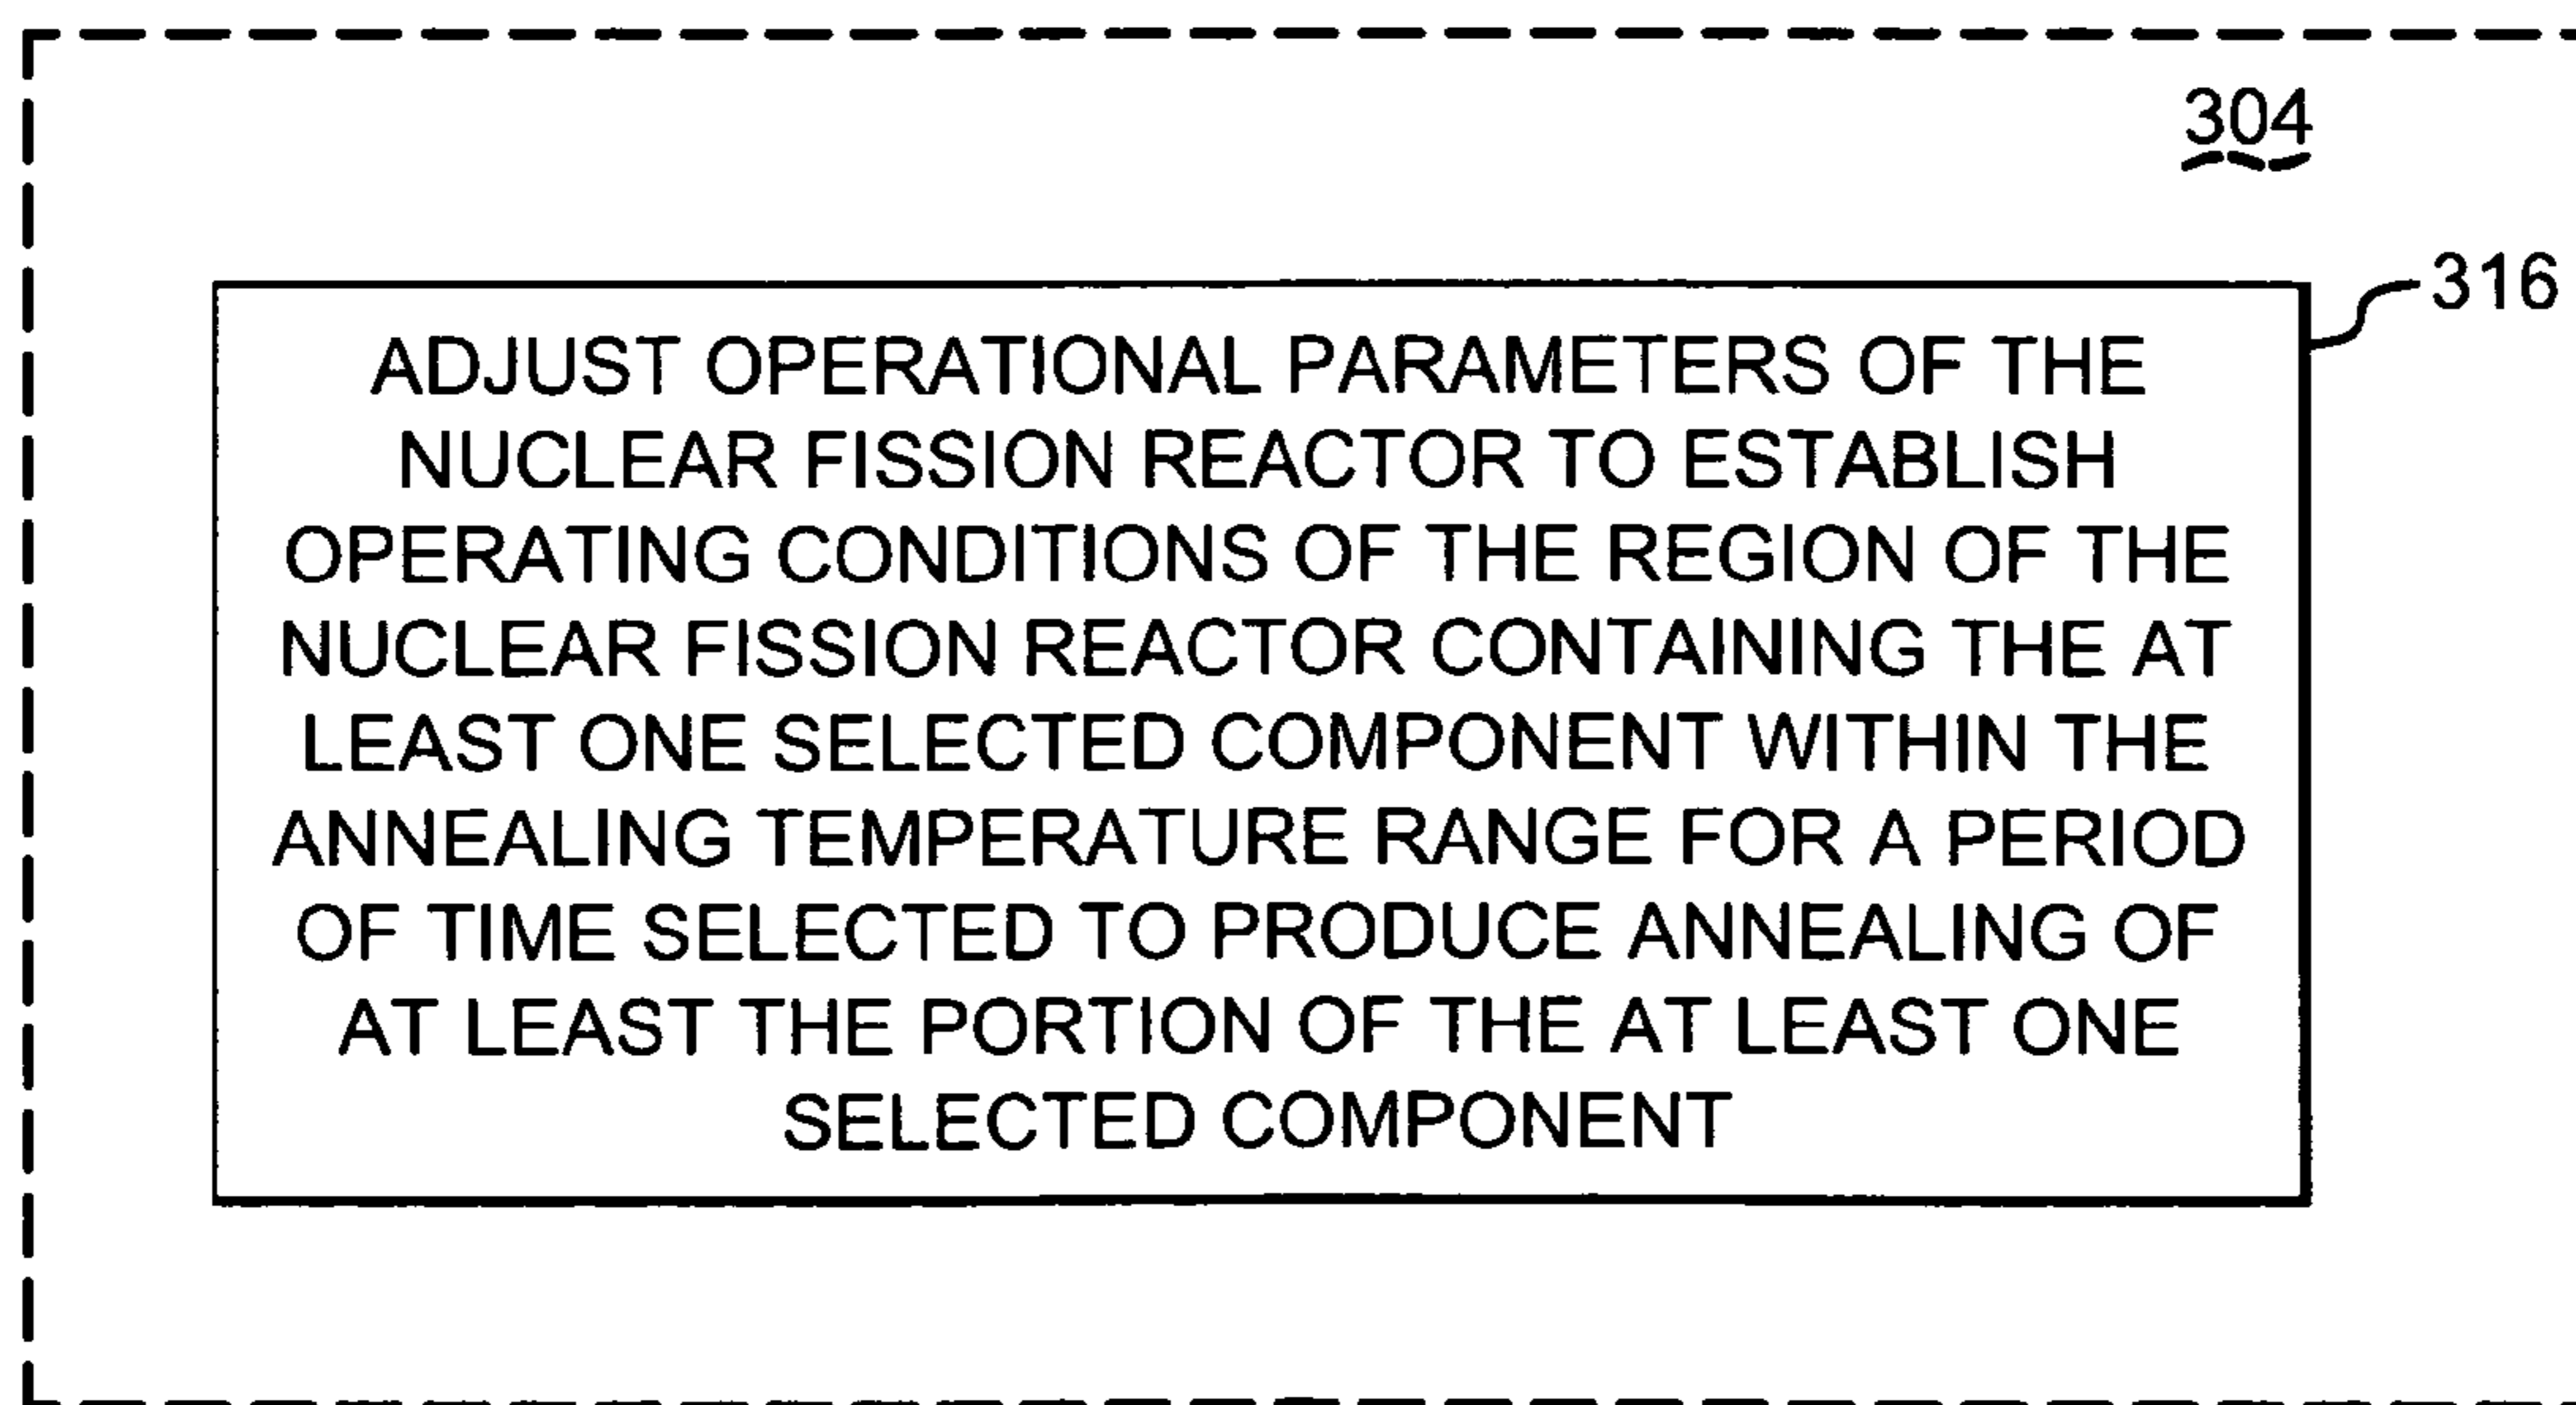 304
316
ADJUST OPERATIONAL PARAMETERS OF THE
NUCLEAR FISSION REACTOR TO ESTABLISH
OPERATING CONDITIONS OF THE REGION OF THE
NUCLEAR FISSION REACTOR CONTAINING THE AT
LEAST ONE SELECTED COMPONENT WITHIN THE
ANNEALING TEMPERATURE RANGE FOR A PERIOD
OF TIME SELECTED TO PRODUCE ANNEALING OF
AT LEAST THE PORTION OF THE AT LEAST ONE
SELECTED COMPONENT